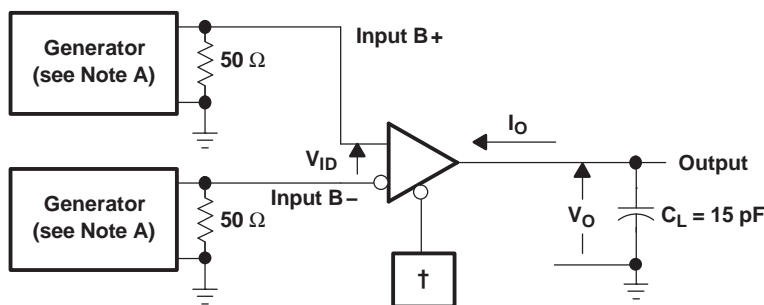 Generator
(see Note A)
50 Ω
Input B+
V_ID
I_O
Output
Generator
(see Note A)
50 Ω
Input B−
†
V_O
C_L = 15 pF